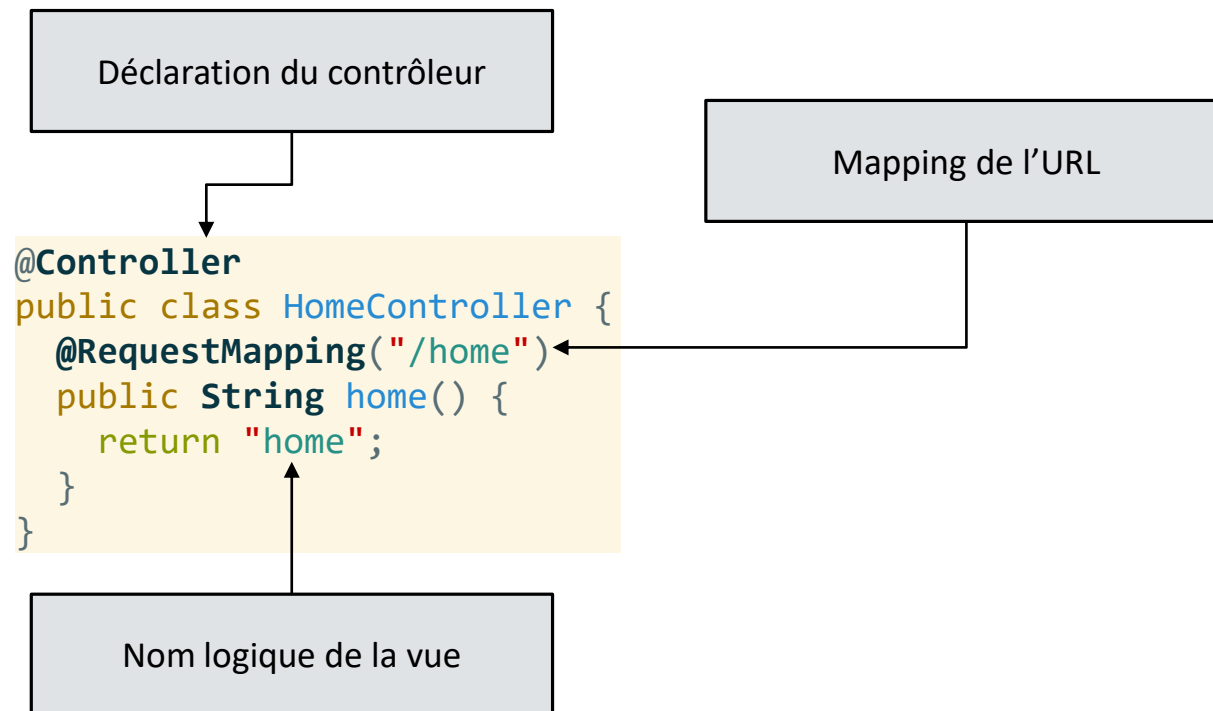 Déclaration du contrôleur
Mapping de l’URL
@Controller
public class HomeController {
  @RequestMapping("/home")
  public String home() {
    return "home";
  }
}
Nom logique de la vue